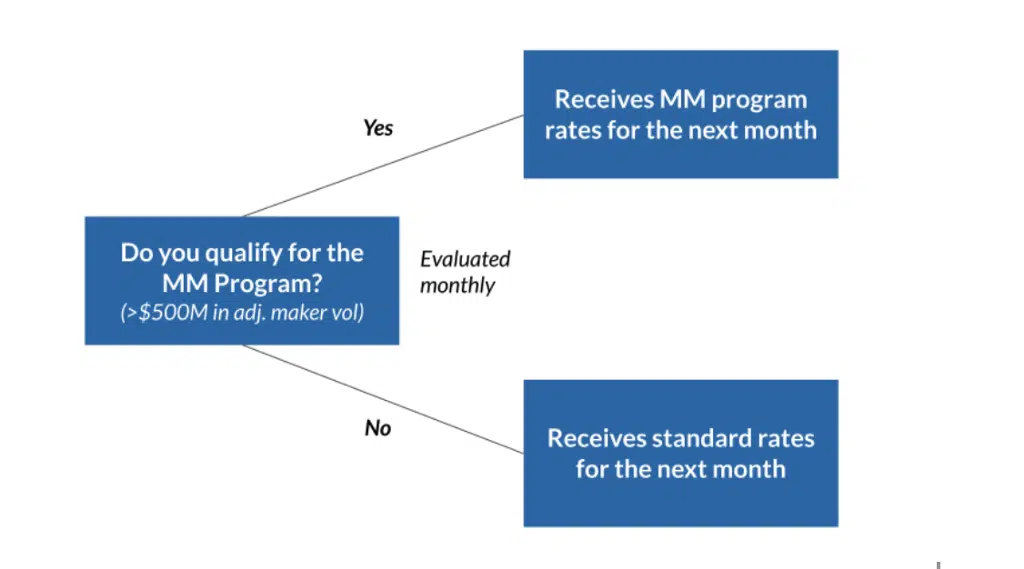 Receives MM program
rates for the next month
Yes
Do you qualify for the
MM Program?
(>$500M in adj. maker vol)
Evaluated
monthly
No
Receives standard rates
for the next month